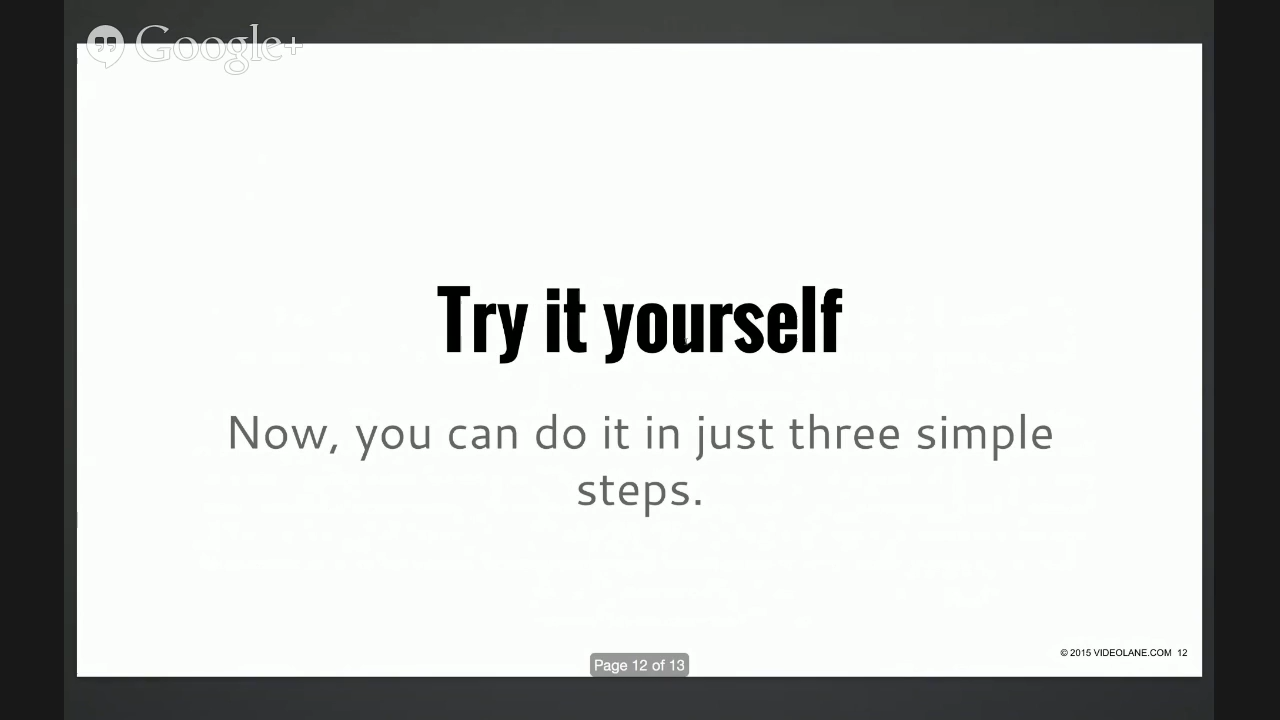 Google+
Try it yourself
Now, you can do it in just three simple
steps.
© 2015 VIDEOLANE.COM 12
Page 12 of 13